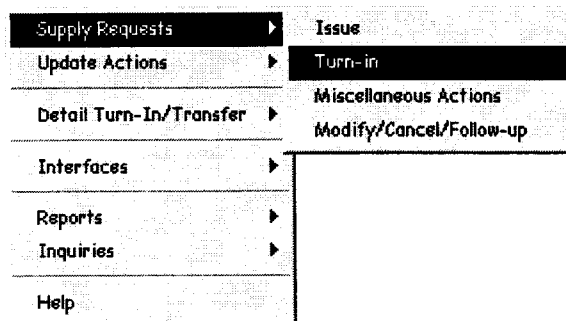 Supply Requests
Update Actions
Detail Turn-In/Transfer
Interfaces
Reports
Inquiries
Help
Issue
Turn-in
Miscellaneous Actions
Modify/Cancel/Follow-up